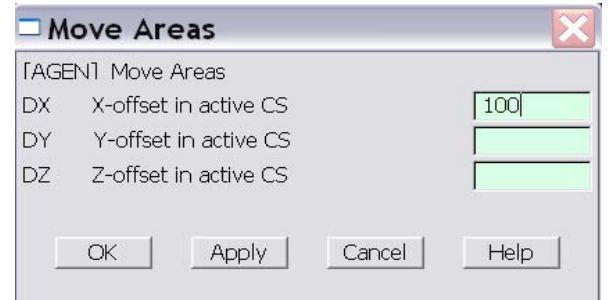 Move Areas
[AGEN] Move Areas
DX X-offset in active CS 100
DY Y-offset in active CS
DZ Z-offset in active CS
OK Apply Cancel Help